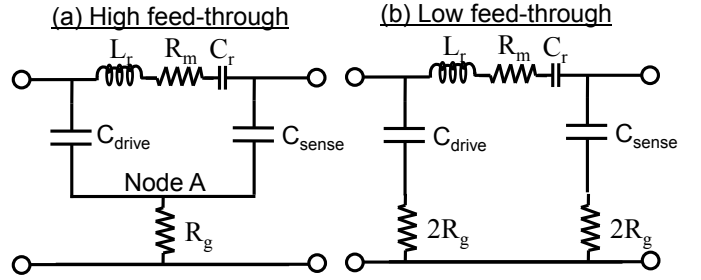 (a) High feed-through
Lr Rm Cr
Cdrive
Csense
Node A
Rg
(b) Low feed-through
Lr Rm Cr
Cdrive
Csense
2Rg
2Rg